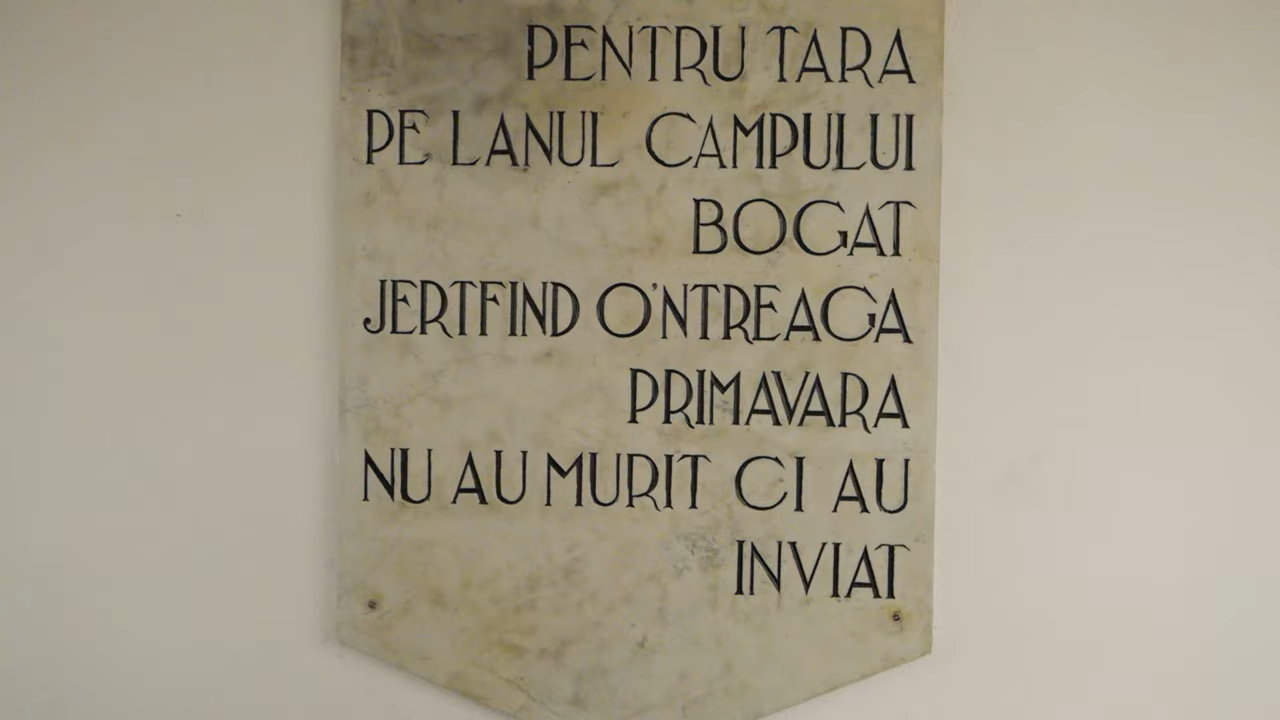 PENTRU TARA
PE LANUL CAMPULUI
BOGAT
JERTFIND O'NTREAGA
PRIMAVARA
NU AU MURIT CI AU
INVIAT